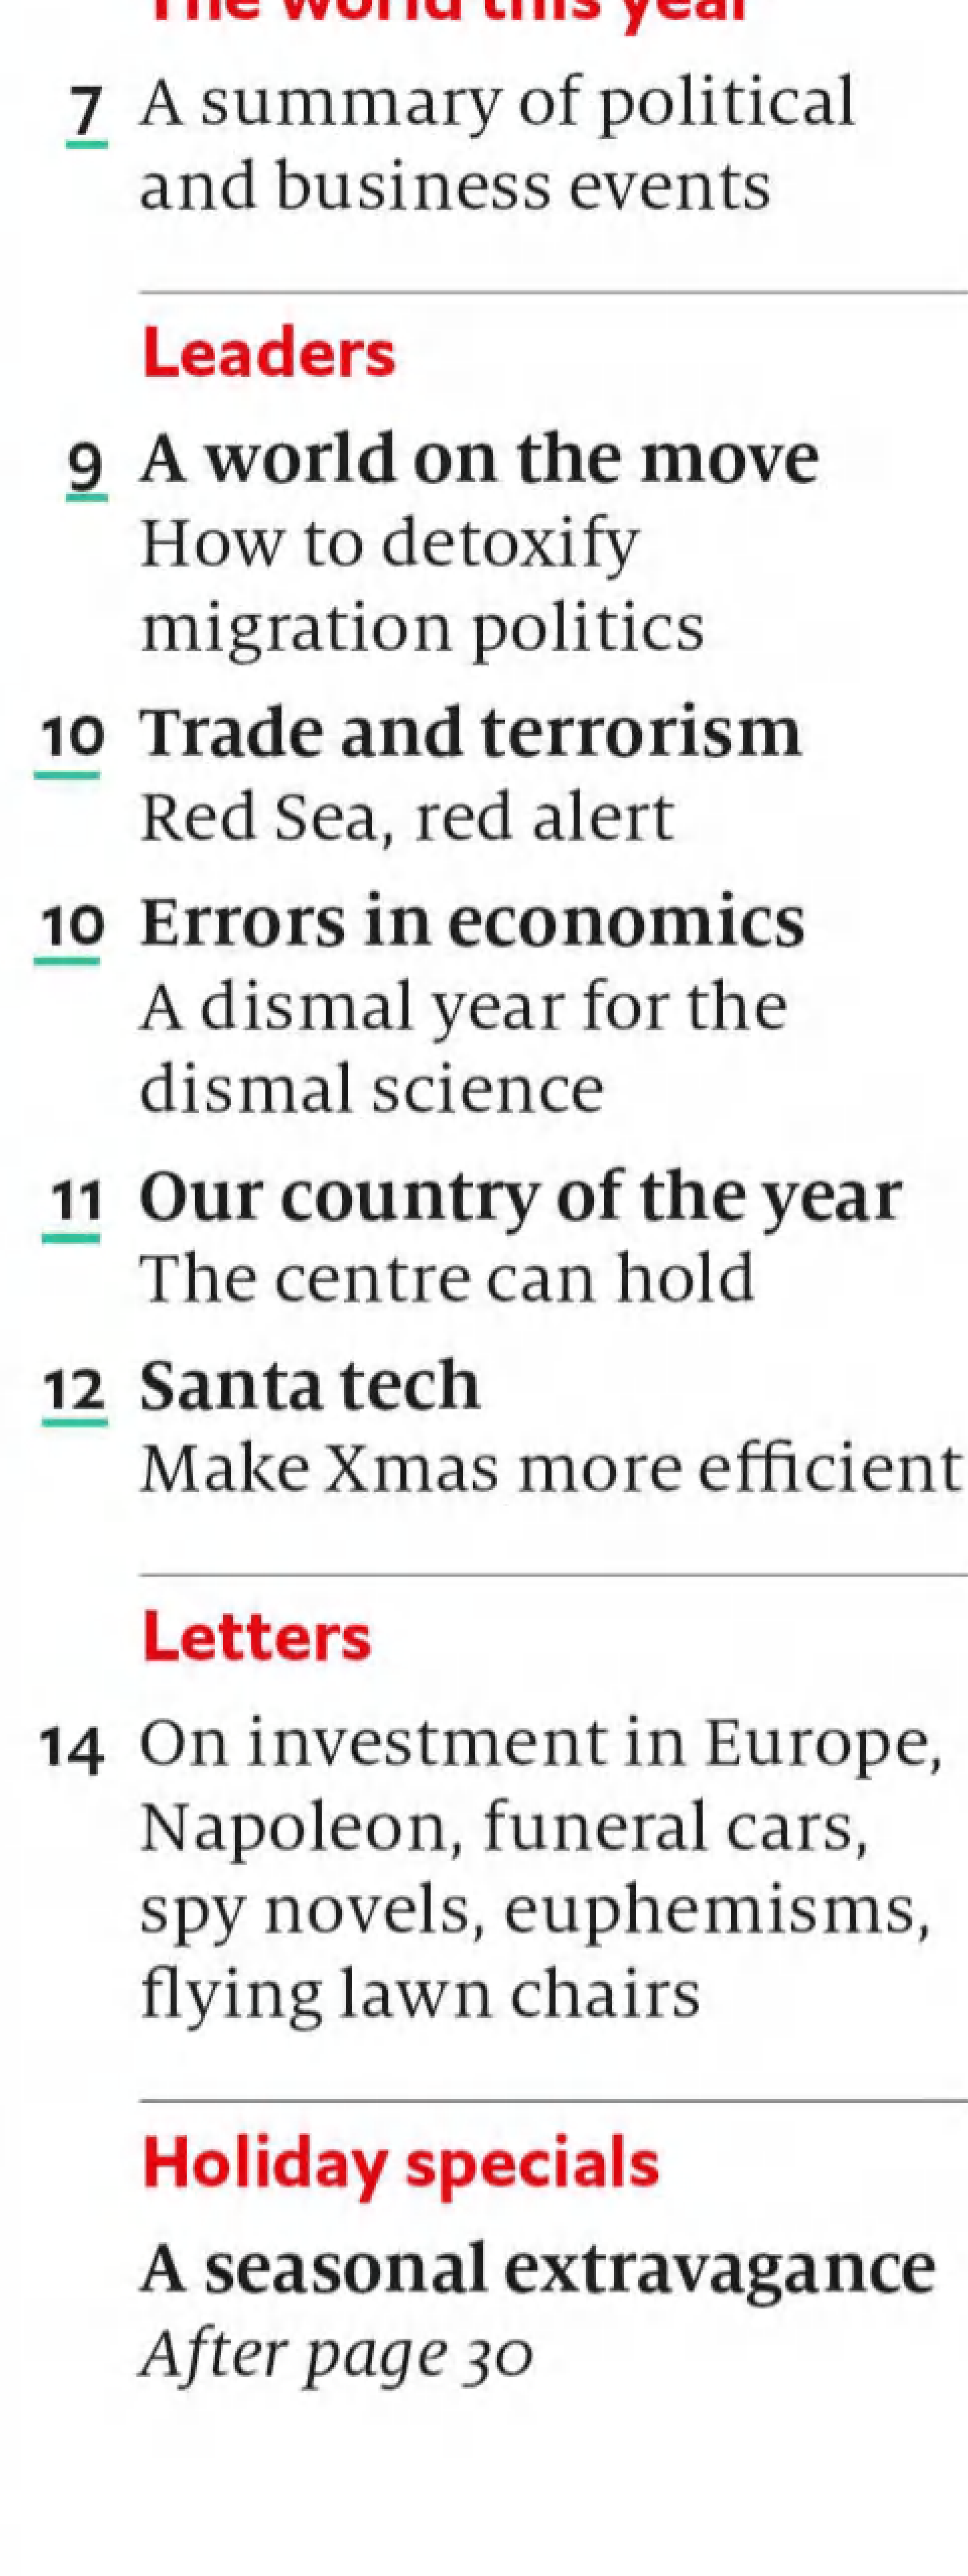 The world this year
7 A summary of political
and business events
Leaders
9 A world on the move
How to detoxify
migration politics
10 Trade and terrorism
Red Sea, red alert
10 Errors in economics
A dismal year for the
dismal science
11 Our country of the year
The centre can hold
12 Santa tech
Make Xmas more efficient
Letters
14 On investment in Europe,
Napoleon, funeral cars,
spy novels, euphemisms,
flying lawn chairs
Holiday specials
A seasonal extravagance
After page 30